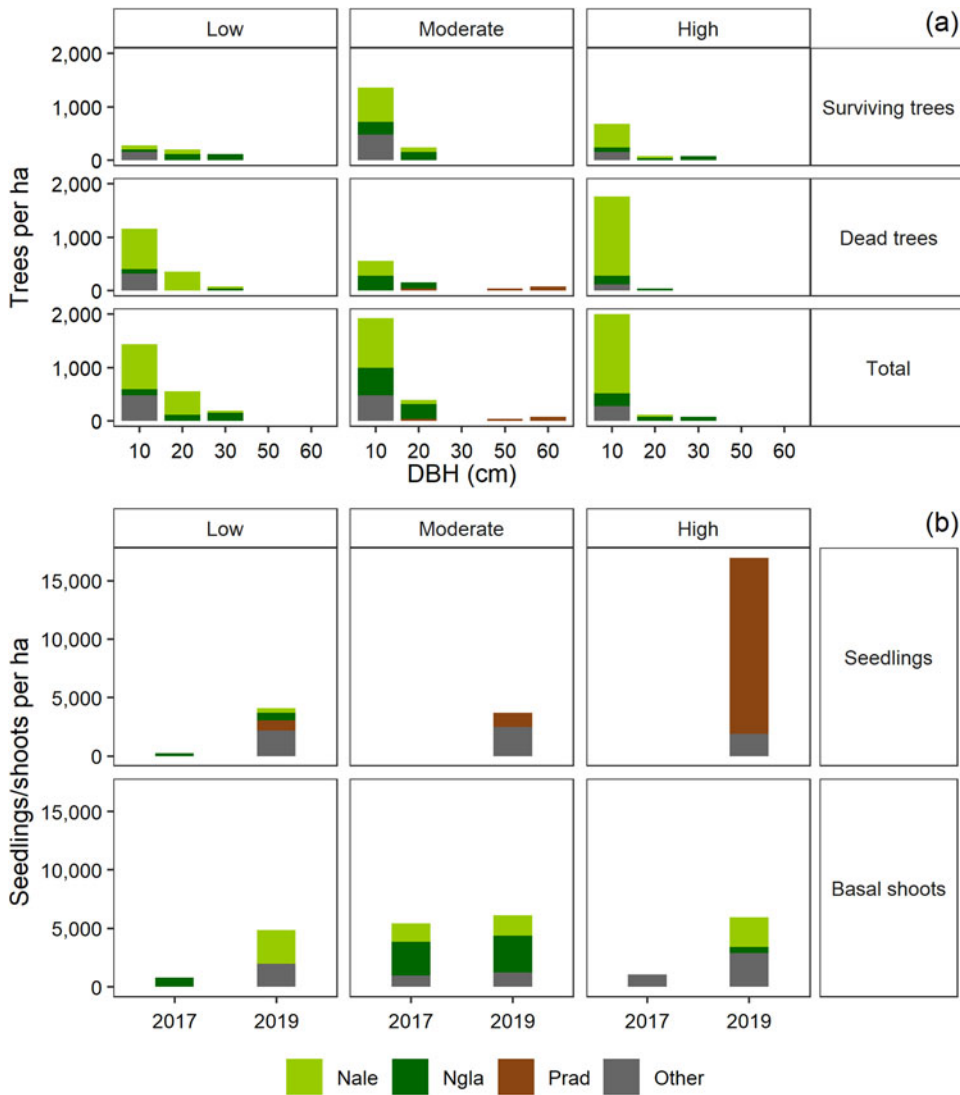 (a)
Low Moderate High
Trees per ha
2,000
1,000
0
Surviving trees
2,000
1,000
0
Dead trees
2,000
1,000
0
Total
10 20 30 50 60 10 20 30 50 60 10 20 30 50 60
DBH (cm)
(b)
Low Moderate High
Seedlings/shoots per ha
15,000
10,000
5,000
0
Seedlings
15,000
10,000
5,000
0
Basal shoots
2017 2019 2017 2019 2017 2019
Nale Ngla Prad Other